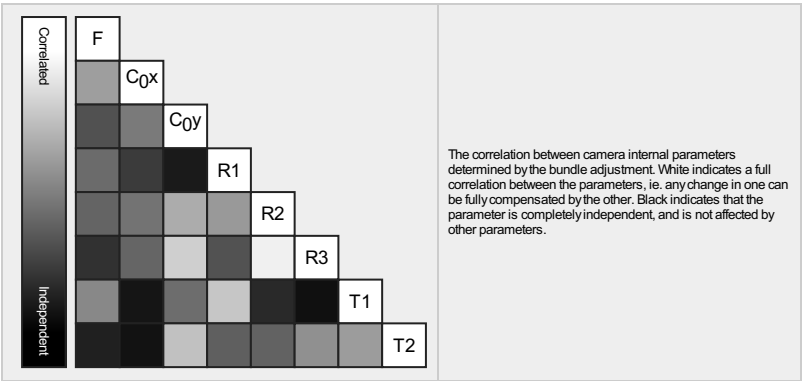 Correlated
Independent
F
C0x
C0y
R1
R2
R3
T1
T2
The correlation between camera internal parameters
determined by the bundle adjustment. White indicates a full
correlation between the parameters, ie. any change in one can
be fully compensated by the other. Black indicates that the
parameter is completely independent, and is not affected by
other parameters.